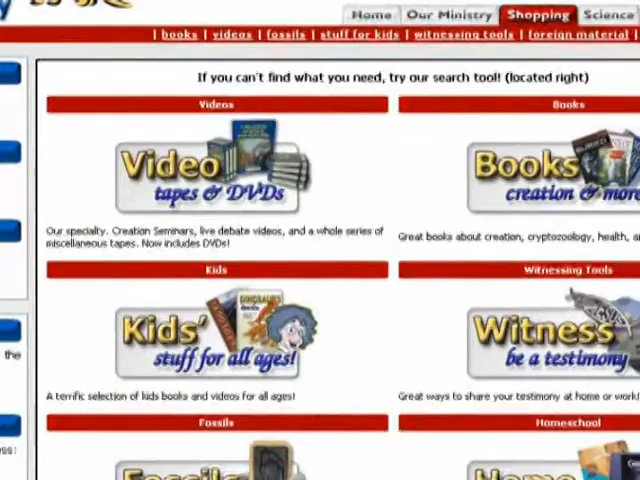 Home Our Ministry Shopping Science
| books | videos | fossils | stuff for kids | witnessing tools | foreign material |
If you can't find what you need, try our search tool! (located right)
Videos
Books
Video
tapes & DVDs
Books
creation & more
Our specialty. Creation Seminars, live debate videos, and a whole series of
miscellaneous tapes. Now includes DVDs!
Great books about creation, cryptozoology, health,
Kids
Witnessing Tools
Kids'
stuff for all ages!
Witness
be a testimony
the
A terrific selection of kids books and videos for all ages!
Great ways to share your testimony at home or work!
Fossils
Homeschool
Fossils
Home